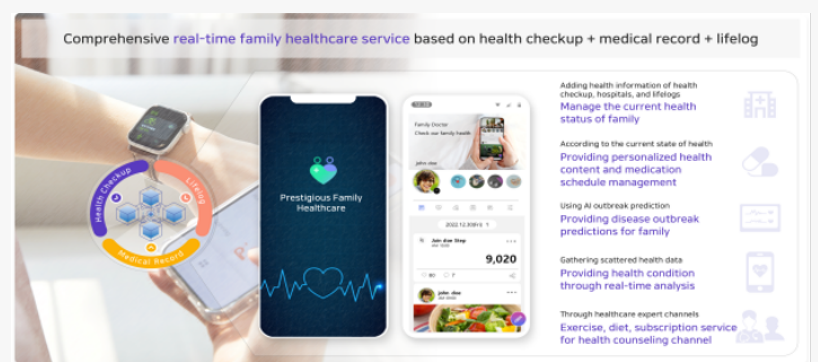 Comprehensive real-time family healthcare service based on health checkup + medical record + lifelog
Health Checkup
Lifelog
Medical Record
Prestigious Family
Healthcare
Family Doctor
Check our family health
john doe
9,020
60
7
john doe
Adding health information of health
checkup, hospitals, and lifelogs
Manage the current health
status of family
According to the current state of health
Providing personalized health
content and medication
schedule management
Using AI outbreak prediction
Providing disease outbreak
predictions for family
Gathering scattered health data
Providing health condition
through real-time analysis
Through healthcare expert channels
Exercise, diet, subscription service
for health counseling channel